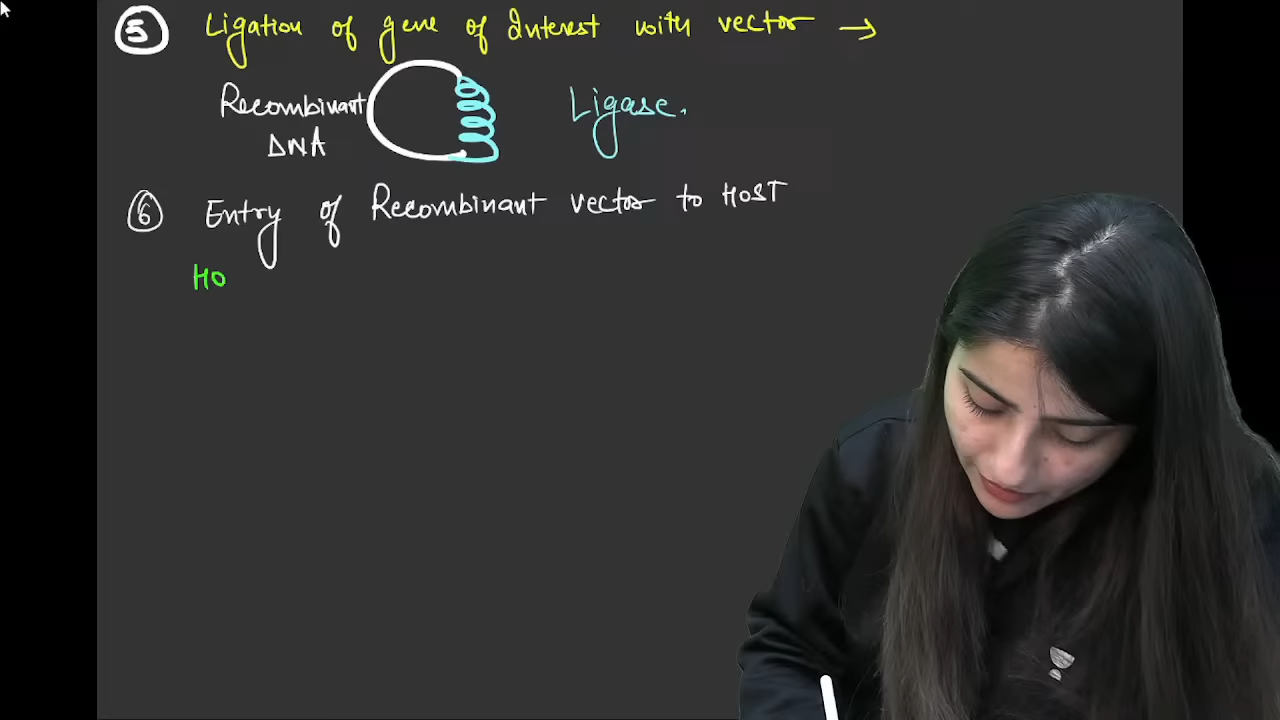 5 Ligation of gene of Interest with vector →
Recombinant
DNA
Ligase.
6 Entry of Recombinant vector to HOST
HO